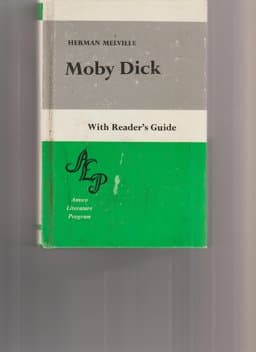 HERMAN MELVILLE
Moby Dick
With Reader's Guide
ALP
Amsco
Literature
Program